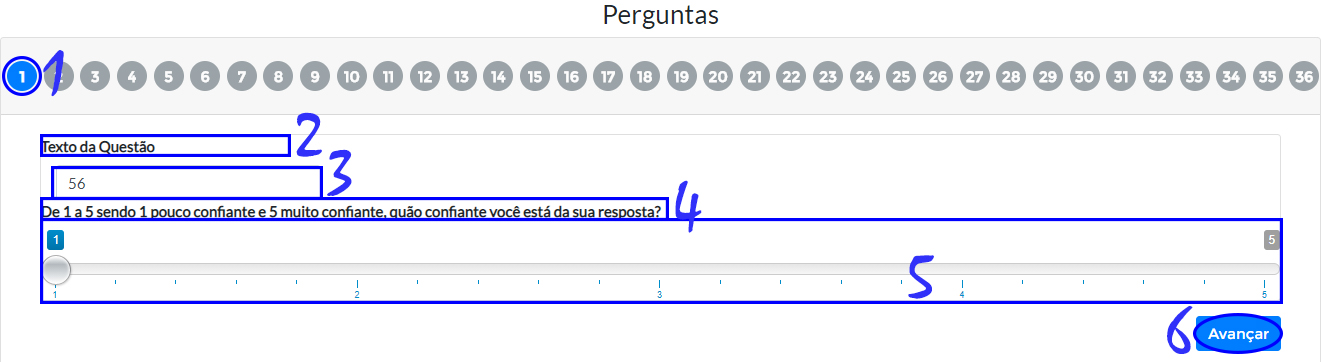 Perguntas
1 1 3 4 5 6 7 8 9 10 11 12 13 14 15 16 17 18 19 20 21 22 23 24 25 26 27 28 29 30 31 32 33 34 35 36
Texto da Questão 2
56 3
De 1 a 5 sendo 1 pouco confiante e 5 muito confiante, quão confiante você está da sua resposta? 4
1 5
5
1 2 3 4 5
6 Avançar